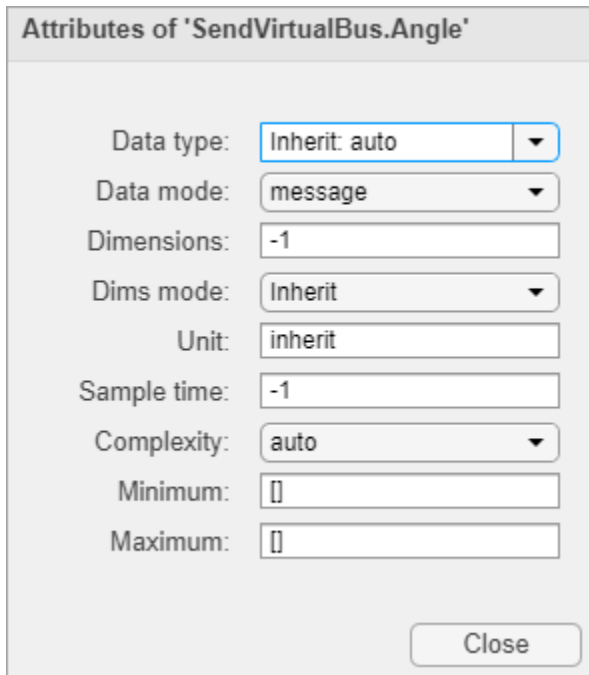 Attributes of 'SendVirtualBus.Angle'
Data type: Inherit: auto
Data mode: message
Dimensions: -1
Dims mode: Inherit
Unit: inherit
Sample time: -1
Complexity: auto
Minimum: []
Maximum: []
Close